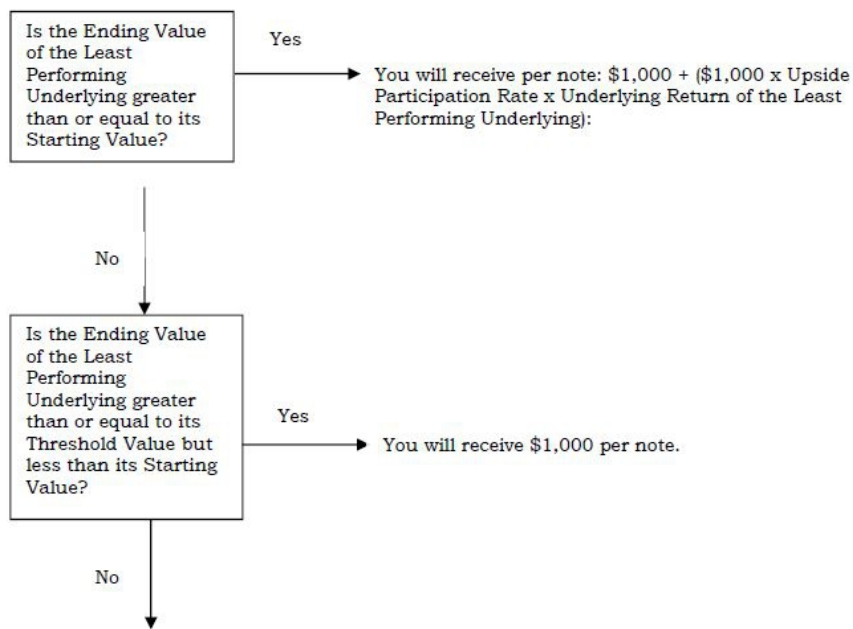 Is the Ending Value
of the Least
Performing
Underlying greater
than or equal to its
Starting Value?
Yes
You will receive per note: $1,000 + ($1,000 x Upside
Participation Rate x Underlying Return of the Least
Performing Underlying):
No
Is the Ending Value
of the Least
Performing
Underlying greater
than or equal to its
Threshold Value but
less than its Starting
Value?
Yes
You will receive $1,000 per note.
No